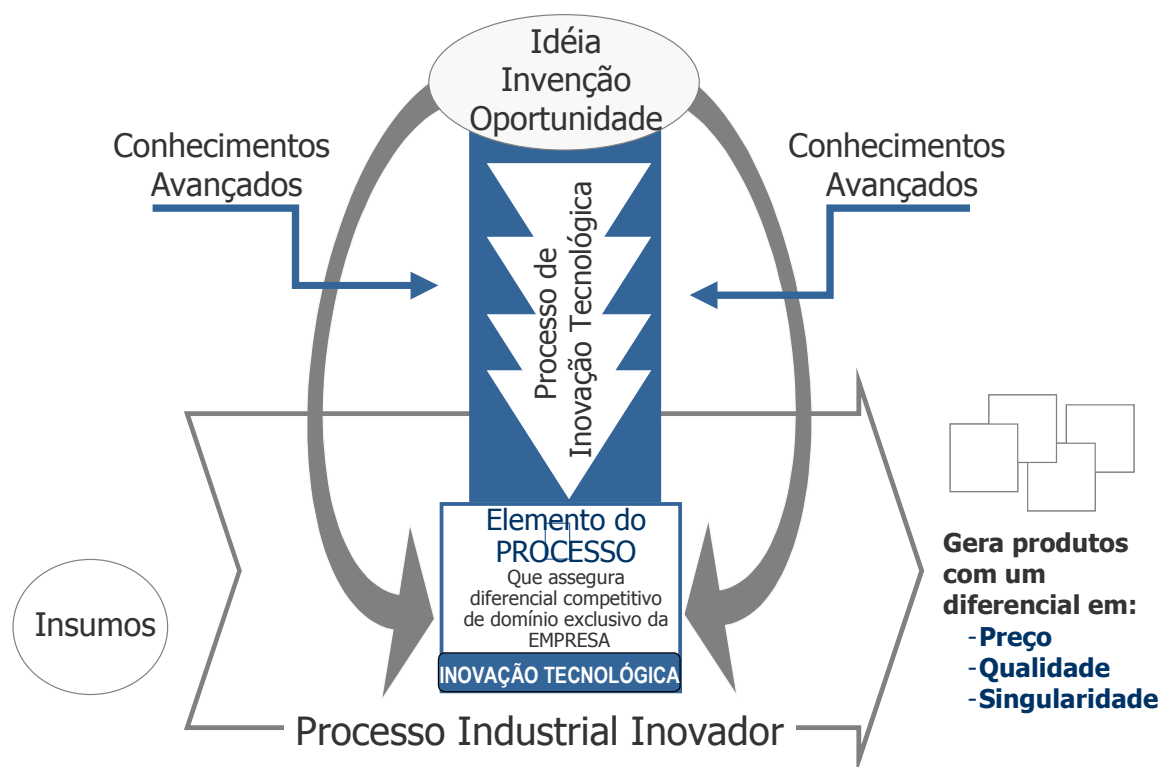 Idéia
Invenção
Oportunidade
Conhecimentos
Avançados
Conhecimentos
Avançados
Processo de
Inovação Tecnológica
Elemento do
PROCESSO
Que assegura
diferencial competitivo
de domínio exclusivo da
EMPRESA
INOVAÇÃO TECNOLÓGICA
Insumos
Processo Industrial Inovador
Gera produtos
com um
diferencial em:
-Preço
-Qualidade
-Singularidade